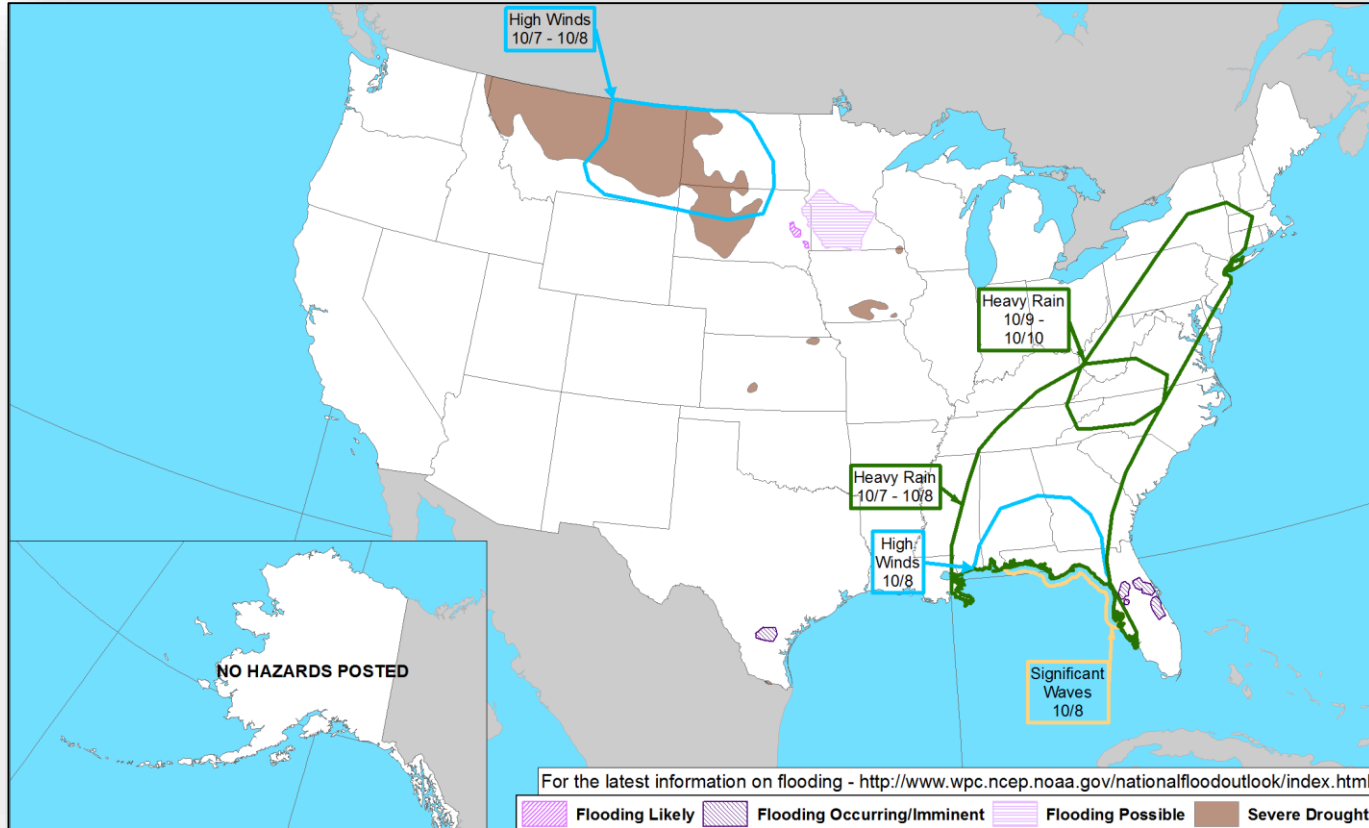 High Winds
10/7 - 10/8
Heavy Rain
10/9 -
10/10
Heavy Rain
10/7 - 10/8
High
Winds
10/8
Significant
Waves
10/8
NO HAZARDS POSTED
For the latest information on flooding - http://www.wpc.ncep.noaa.gov/nationalfloodoutlook/index.html
Flooding Likely
Flooding Occurring/Imminent
Flooding Possible
Severe Drought